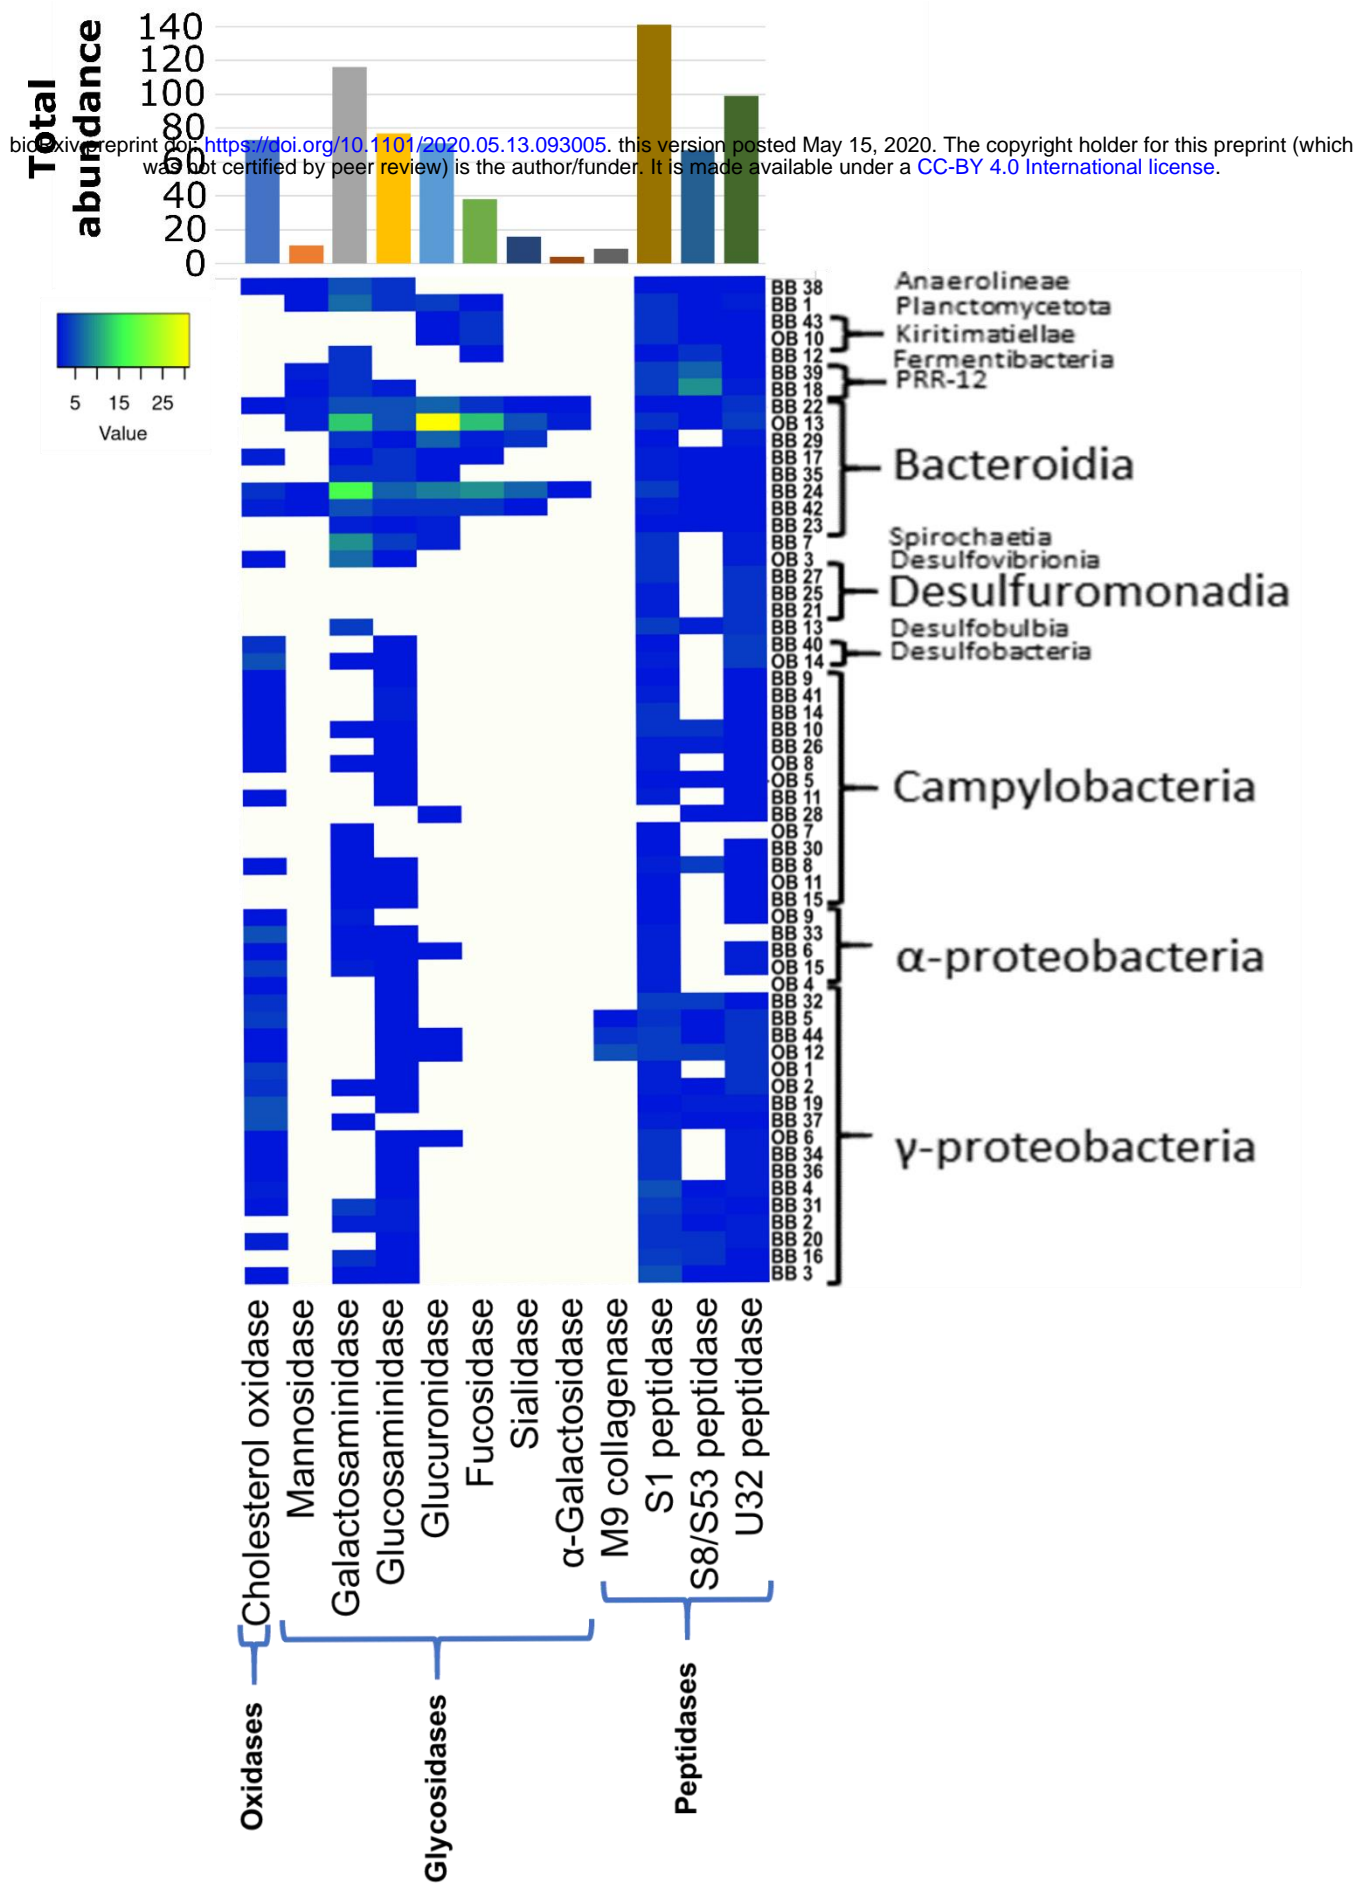 Total
abundance
140
120
100
80
60
40
20
0
bioRxiv preprint doi: https://doi.org/10.1101/2020.05.13.093005. this version posted May 15, 2020. The copyright holder for this preprint (which
was not certified by peer review) is the author/funder. It is made available under a CC-BY 4.0 International license.
5 15 25
Value
BB 38
BB 1
BB 43
OB 10
BB 12
BB 39
BB 18
BB 22
OB 13
BB 29
BB 17
BB 35
BB 24
BB 42
BB 23
BB 7
OB 3
BB 27
BB 25
BB 21
BB 13
BB 40
OB 14
BB 9
BB 41
BB 14
BB 10
BB 26
OB 8
OB 5
BB 11
BB 28
OB 7
BB 30
BB 8
OB 11
BB 15
OB 9
BB 33
BB 6
OB 15
OB 4
BB 32
BB 5
BB 44
OB 12
OB 1
OB 2
BB 19
BB 37
OB 6
BB 34
BB 36
BB 4
BB 31
BB 2
BB 20
BB 16
BB 3
Anaerolineae
Planctomycetota
Kiritimatiellae
Fermentibacteria
PRR-12
Bacteroidia
Spirochaetia
Desulfovibrionia
Desulfuromonadia
Desulfobulbia
Desulfobacteria
Campylobacteria
α-proteobacteria
γ-proteobacteria
Cholesterol oxidase
Mannosidase
Galactosaminidase
Glucosaminidase
Glucuronidase
Fucosidase
Sialidase
α-Galactosidase
M9 collagenase
S1 peptidase
S8/S53 peptidase
U32 peptidase
Oxidases
Glycosidases
Peptidases